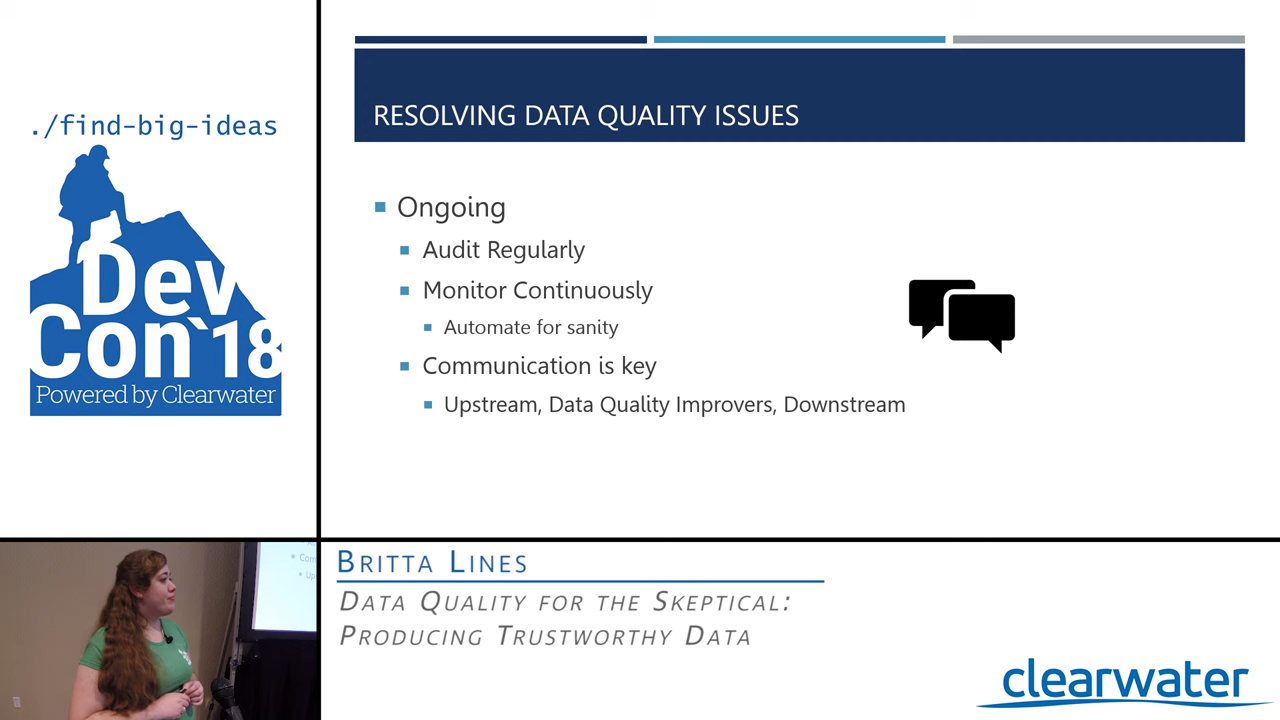 ./find-big-ideas
Dev
Con`18
Powered by Clearwater
RESOLVING DATA QUALITY ISSUES
Ongoing
Audit Regularly
Monitor Continuously
Automate for sanity
Communication is key
Upstream, Data Quality Improvers, Downstream
BRITTA LINES
DATA QUALITY FOR THE SKEPTICAL:
PRODUCING TRUSTWORTHY DATA
clearwater